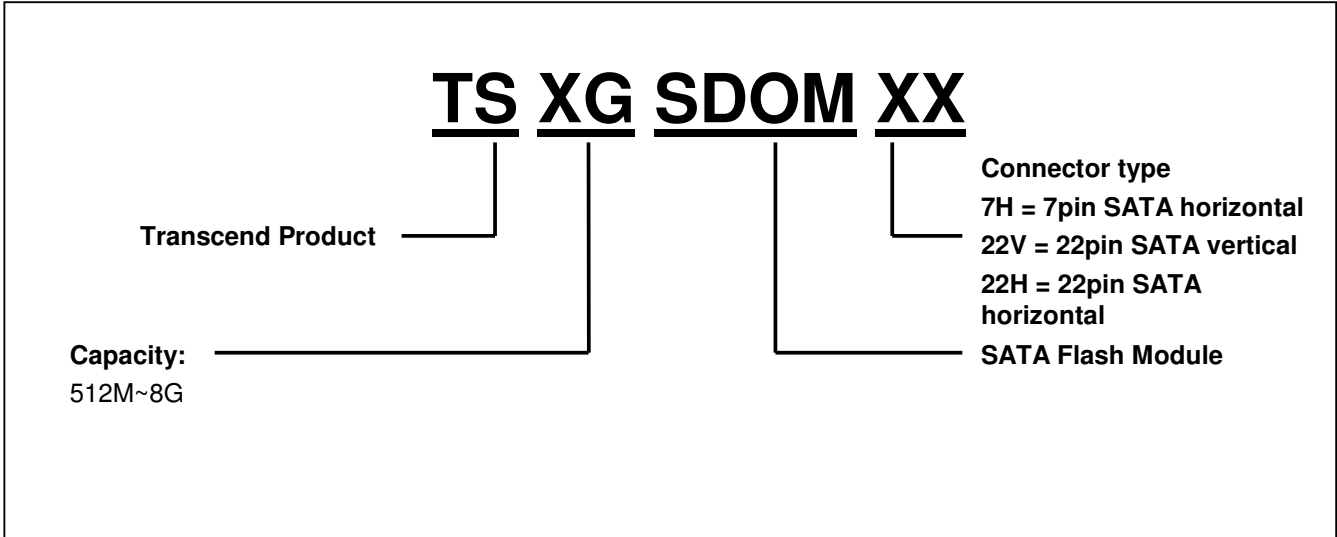 TS XG SDOM XX
Connector type
7H = 7pin SATA horizontal
Transcend Product
22V = 22pin SATA vertical
22H = 22pin SATA
horizontal
Capacity:
SATA Flash Module
512M~8G